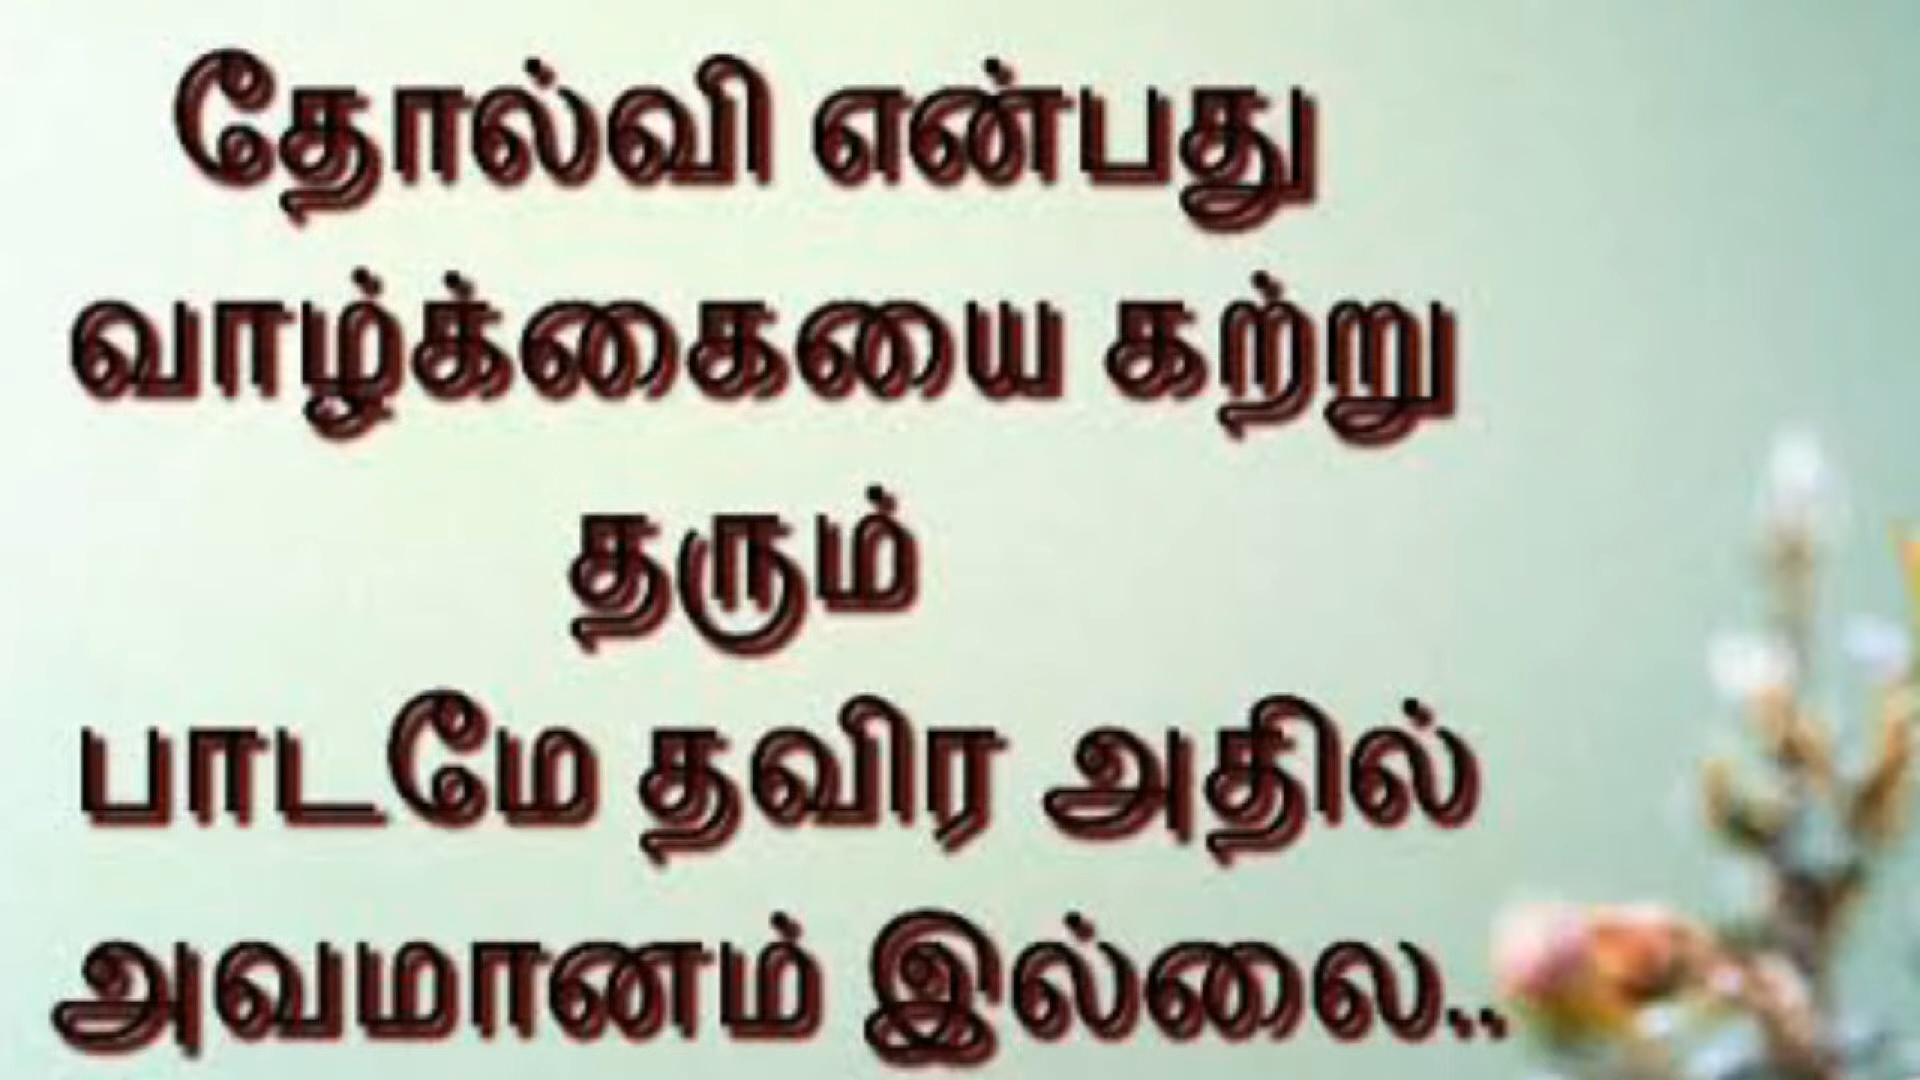 தோல்வி என்பது
வாழ்க்கையை கற்று
தரும்
பாடமே தவிர அதில்
அவமானம் இல்லை..